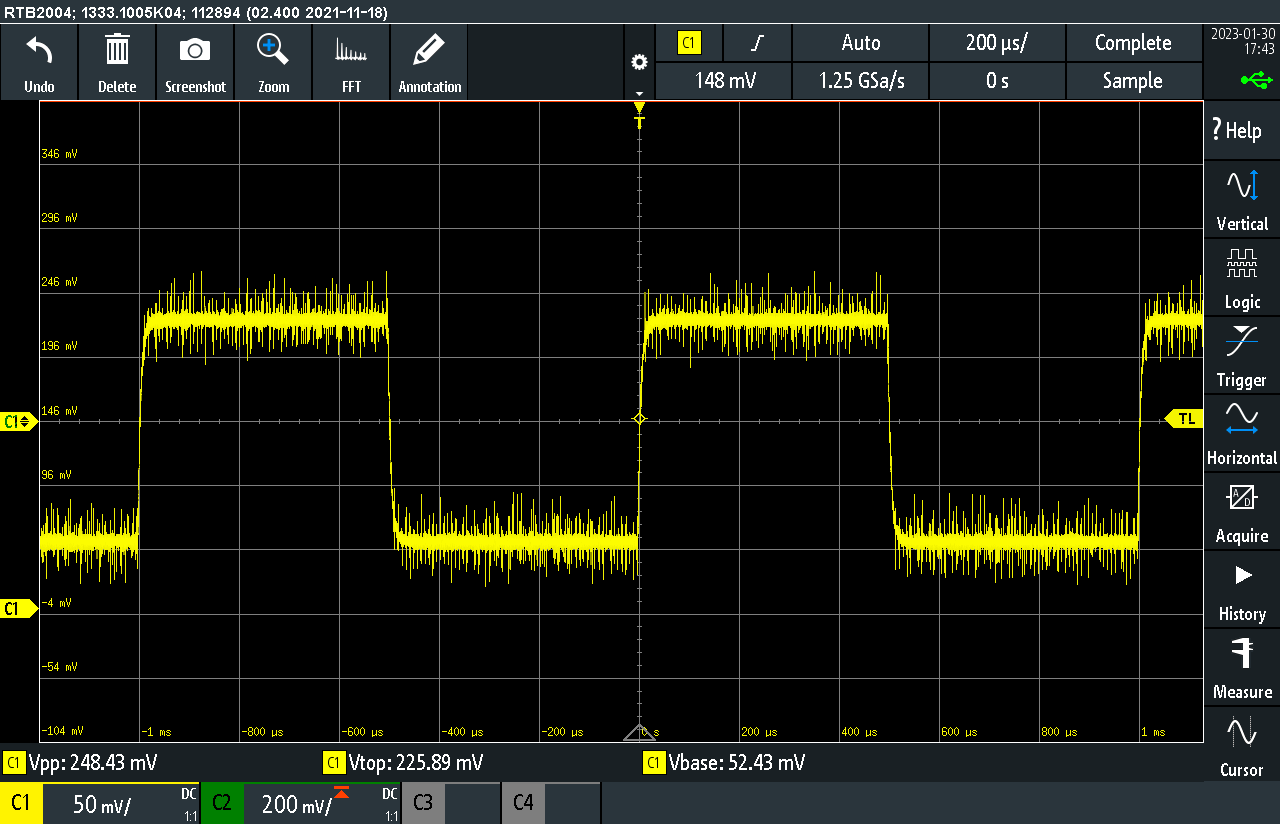 RTB2004; 1333.1005K04; 112894 (02.400 2021-11-18)
Undo
Delete
Screenshot
Zoom
FFT
Annotation
C1
Auto
200 µs/
Complete
148 mV
1.25 GSa/s
0 s
Sample
2023-01-30
17:43
? Help
Vertical
Logic
Trigger
Horizontal
A/D
Acquire
History
Measure
Cursor
T
346 mV
296 mV
246 mV
196 mV
146 mV
96 mV
-4 mV
-54 mV
-104 mV
C1
C1
TL
-1 ms
-800 µs
-600 µs
-400 µs
-200 µs
0 s
200 µs
400 µs
600 µs
800 µs
1 ms
C1 Vpp: 248.43 mV
C1 Vtop: 225.89 mV
C1 Vbase: 52.43 mV
C1 50 mV/ DC 1:1
C2 200 mV/ DC 1:1
C3
C4